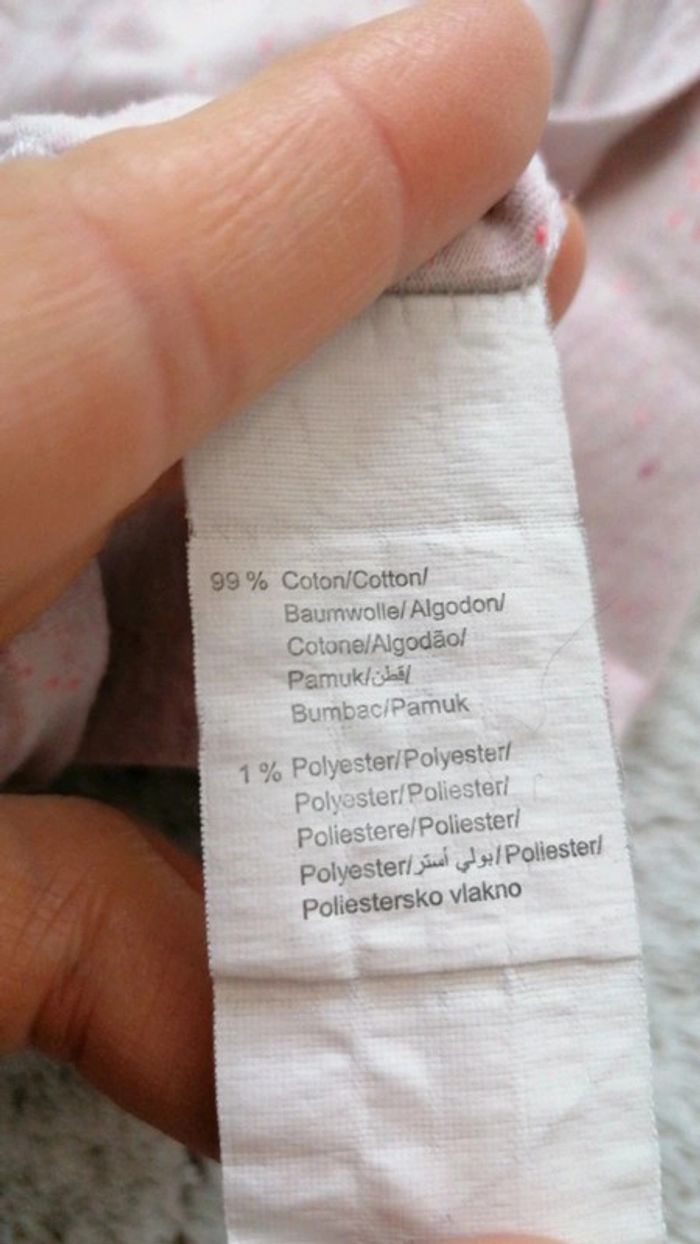 99 % Coton/Cotton/
Baumwolle/Algodon/
Cotone/Algodão/
Pamuk/قطن/
Bumbac/Pamuk
1 % Polyester/Polyester/
Polyester/Poliester/
Poliestere/Poliester/
Polyester/بولي أستر/Poliester/
Poliestersko vlakno